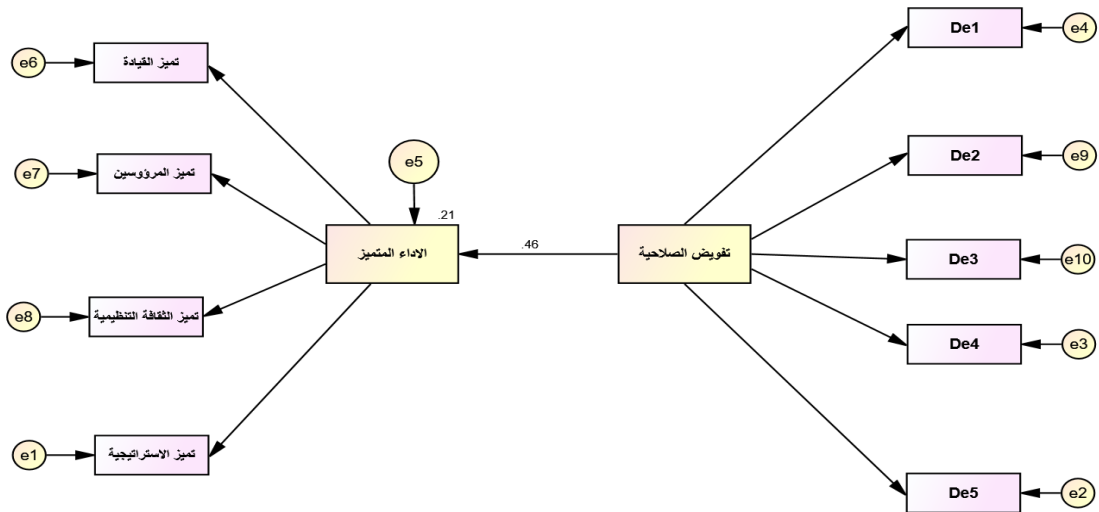 De1
e4
e6
تميز القيادة
De2
e9
e5
e7
تميز المرؤوسين
.21
.46
الاداء المتميز
تفويض الصلاحية
De3
e10
e8
تميز الثقافة التنظيمية
De4
e3
e1
تميز الاستراتيجية
De5
e2